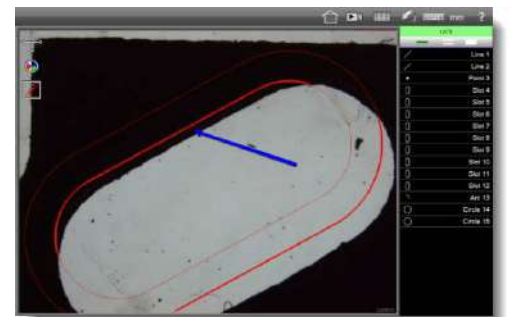 mm ?
Line 1
Line 2
Point 3
Slot 4
Slot 5
Slot 6
Slot 7
Slot 8
Slot 9
Slot 10
Slot 11
Slot 12
Arc 13
Circle 14
Circle 15